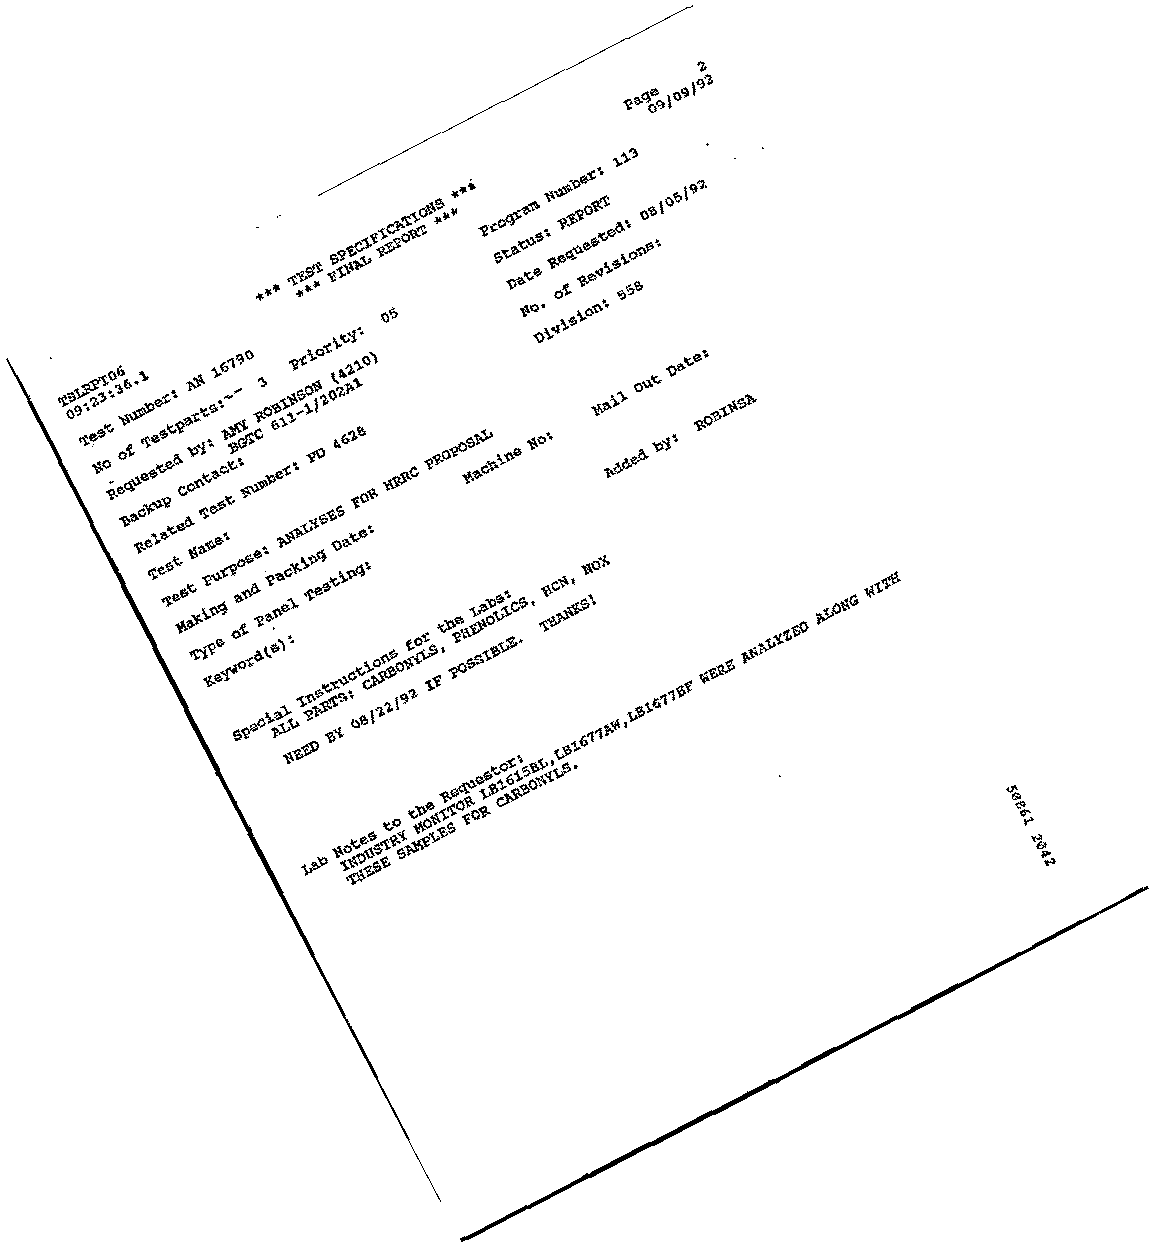 Page 2
09/09/92
*** TEST SPECIFICATIONS ***
*** FINAL REPORT ***
TSLRPT06
09:23:36.1
Test Number: AN 16790 Program Number: 113
No of Testparts:-- 3 Priority: 05 Status: REPORT
Requested by: AMY ROBINSON (4210) Date Requested: 08/05/92
BGTC 611-1/202A1
Backup Contact: No. of Revisions:
Related Test Number: PD 4628 Division: 558
Test Name:
Test Purpose: ANALYSES FOR HRRC PROPOSAL
Making and Packing Date: Machine No: Mail Out Date:
Type of Panel Testing:
Keyword(s): Added by: ROBINSA
Special Instructions for the Labs:
ALL PARTS: CARBONYLS, PHENOLICS, HCN, NOX
NEED BY 08/22/92 IF POSSIBLE. THANKS!
Lab Notes to the Requestor:
INDUSTRY MONITOR LB1615BL,LB1677AW,LB1677BF WERE ANALYZED ALONG WITH
THESE SAMPLES FOR CARBONYLS.
50861 2042